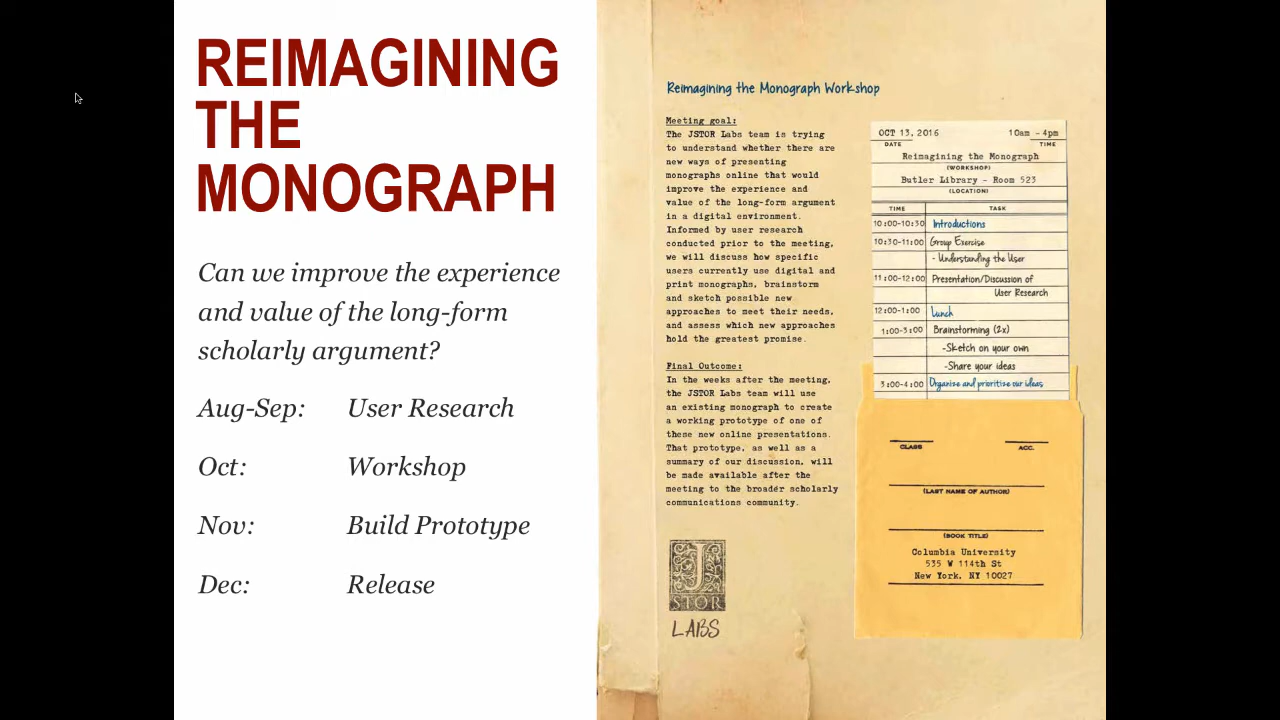 REIMAGINING
THE
MONOGRAPH
Can we improve the experience
and value of the long-form
scholarly argument?
Aug-Sep: User Research
Oct: Workshop
Nov: Build Prototype
Dec: Release
Reimagining the Monograph Workshop
Meeting goal:
The JSTOR Labs team is trying
to understand whether there are
new ways of presenting
monographs online that would
improve the experience and
value of the long-form argument
in a digital environment.
Informed by user research
conducted prior to the meeting,
we will discuss how specific
users currently use digital and
print monographs, brainstorm
and sketch possible new
approaches to meet their needs,
and assess which new approaches
hold the greatest promise.
Final Outcome:
In the weeks after the meeting,
the JSTOR Labs team will use
an existing monograph to create
a working prototype of one of
these new online presentations.
That prototype, as well as a
summary of our discussion, will
be made available after the
meeting to the broader scholarly
communications community.
JSTOR
LABS
OCT 13, 2016 10am - 4pm
DATE TIME
Reimagining the Monograph
(WORKSHOP)
Butler Library - Room 523
(LOCATION)
TIME TASK
10:00-10:30 Introductions
10:30-11:00 Group Exercise
- Understanding the User
11:00-12:00 Presentation/Discussion of
User Research
12:00-1:00 Lunch
1:00-3:00 Brainstorming (2x)
-Sketch on your own
-Share your ideas
3:00-4:00 Organize and prioritize our ideas
CLASS ACC.
(LAST NAME OF AUTHOR)
(BOOK TITLE)
Columbia University
535 W 114th St
New York, NY 10027